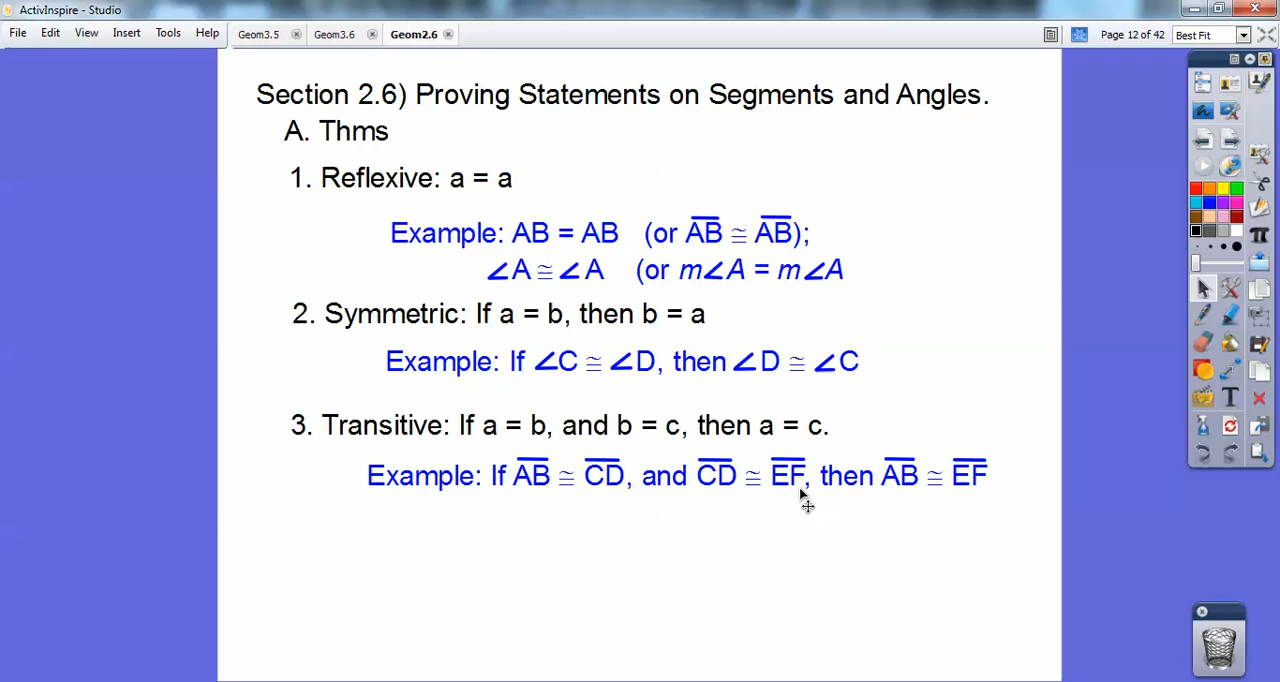 ActivInspire - Studio
File Edit View Insert Tools Help Geom3.5 Geom3.6 Geom2.6 Page 12 of 42 Best Fit
Section 2.6) Proving Statements on Segments and Angles.
A. Thms
1. Reflexive: a = a
Example: AB = AB (or A̅B̅ ≅ A̅B̅);
∠A ≅ ∠A (or m∠A = m∠A
2. Symmetric: If a = b, then b = a
Example: If ∠C ≅ ∠D, then ∠D ≅ ∠C
3. Transitive: If a = b, and b = c, then a = c.
Example: If A̅B̅ ≅ C̅D̅, and C̅D̅ ≅ E̅F̅, then A̅B̅ ≅ E̅F̅